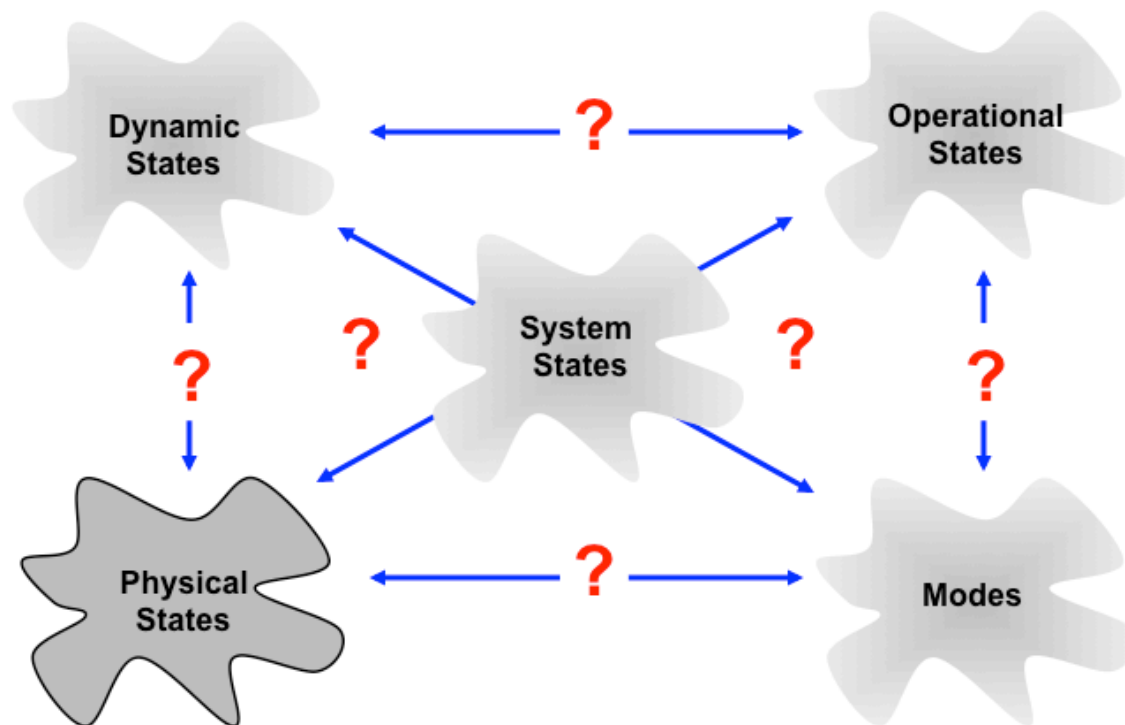 Dynamic
States
?
Operational
States
?
?
System
States
?
?
Physical
States
?
Modes